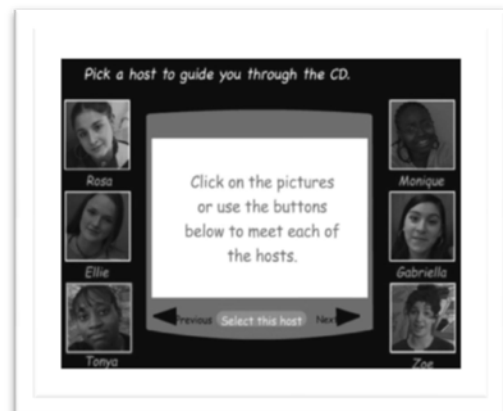 Pick a host to guide you through the CD.
Rosa
Monique
Click on the pictures
or use the buttons
below to meet each of
the hosts.
Ellie
Gabriella
Previous
Select this host
Next
Tonya
Zoe